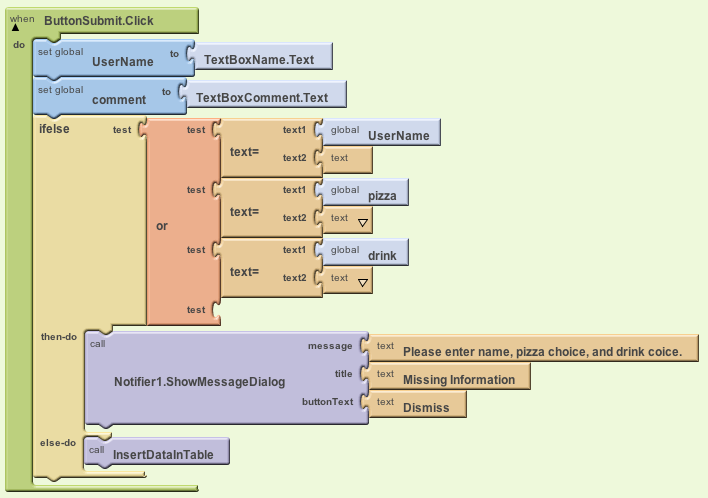 when ButtonSubmit.Click
do
set global UserName to TextBoxName.Text
set global comment to TextBoxComment.Text
ifelse test
or
test text= text1 global UserName
text2 text
test text= text1 global pizza
text2 text
test text= text1 global drink
text2 text
test
then-do
call Notifier1.ShowMessageDialog
message text Please enter name, pizza choice, and drink coice.
title text Missing Information
buttonText text Dismiss
else-do
call InsertDataInTable